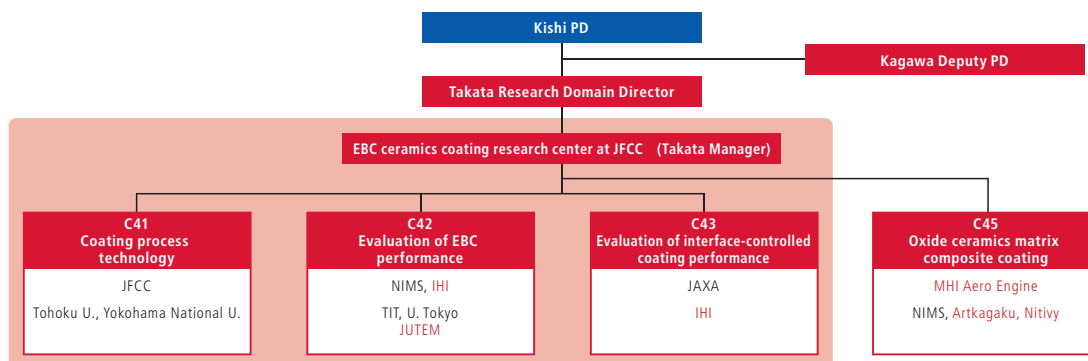 Kishi PD
Kagawa Deputy PD
Takata Research Domain Director
EBC ceramics coating research center at JFCC (Takata Manager)
C41
Coating process
technology
JFCC
Tohoku U., Yokohama National U.
C42
Evaluation of EBC
performance
NIMS, IHI
TIT, U. Tokyo
JUTEM
C43
Evaluation of interface-controlled
coating performance
JAXA
IHI
C45
Oxide ceramics matrix
composite coating
MHI Aero Engine
NIMS, Artkagaku, Nitivy